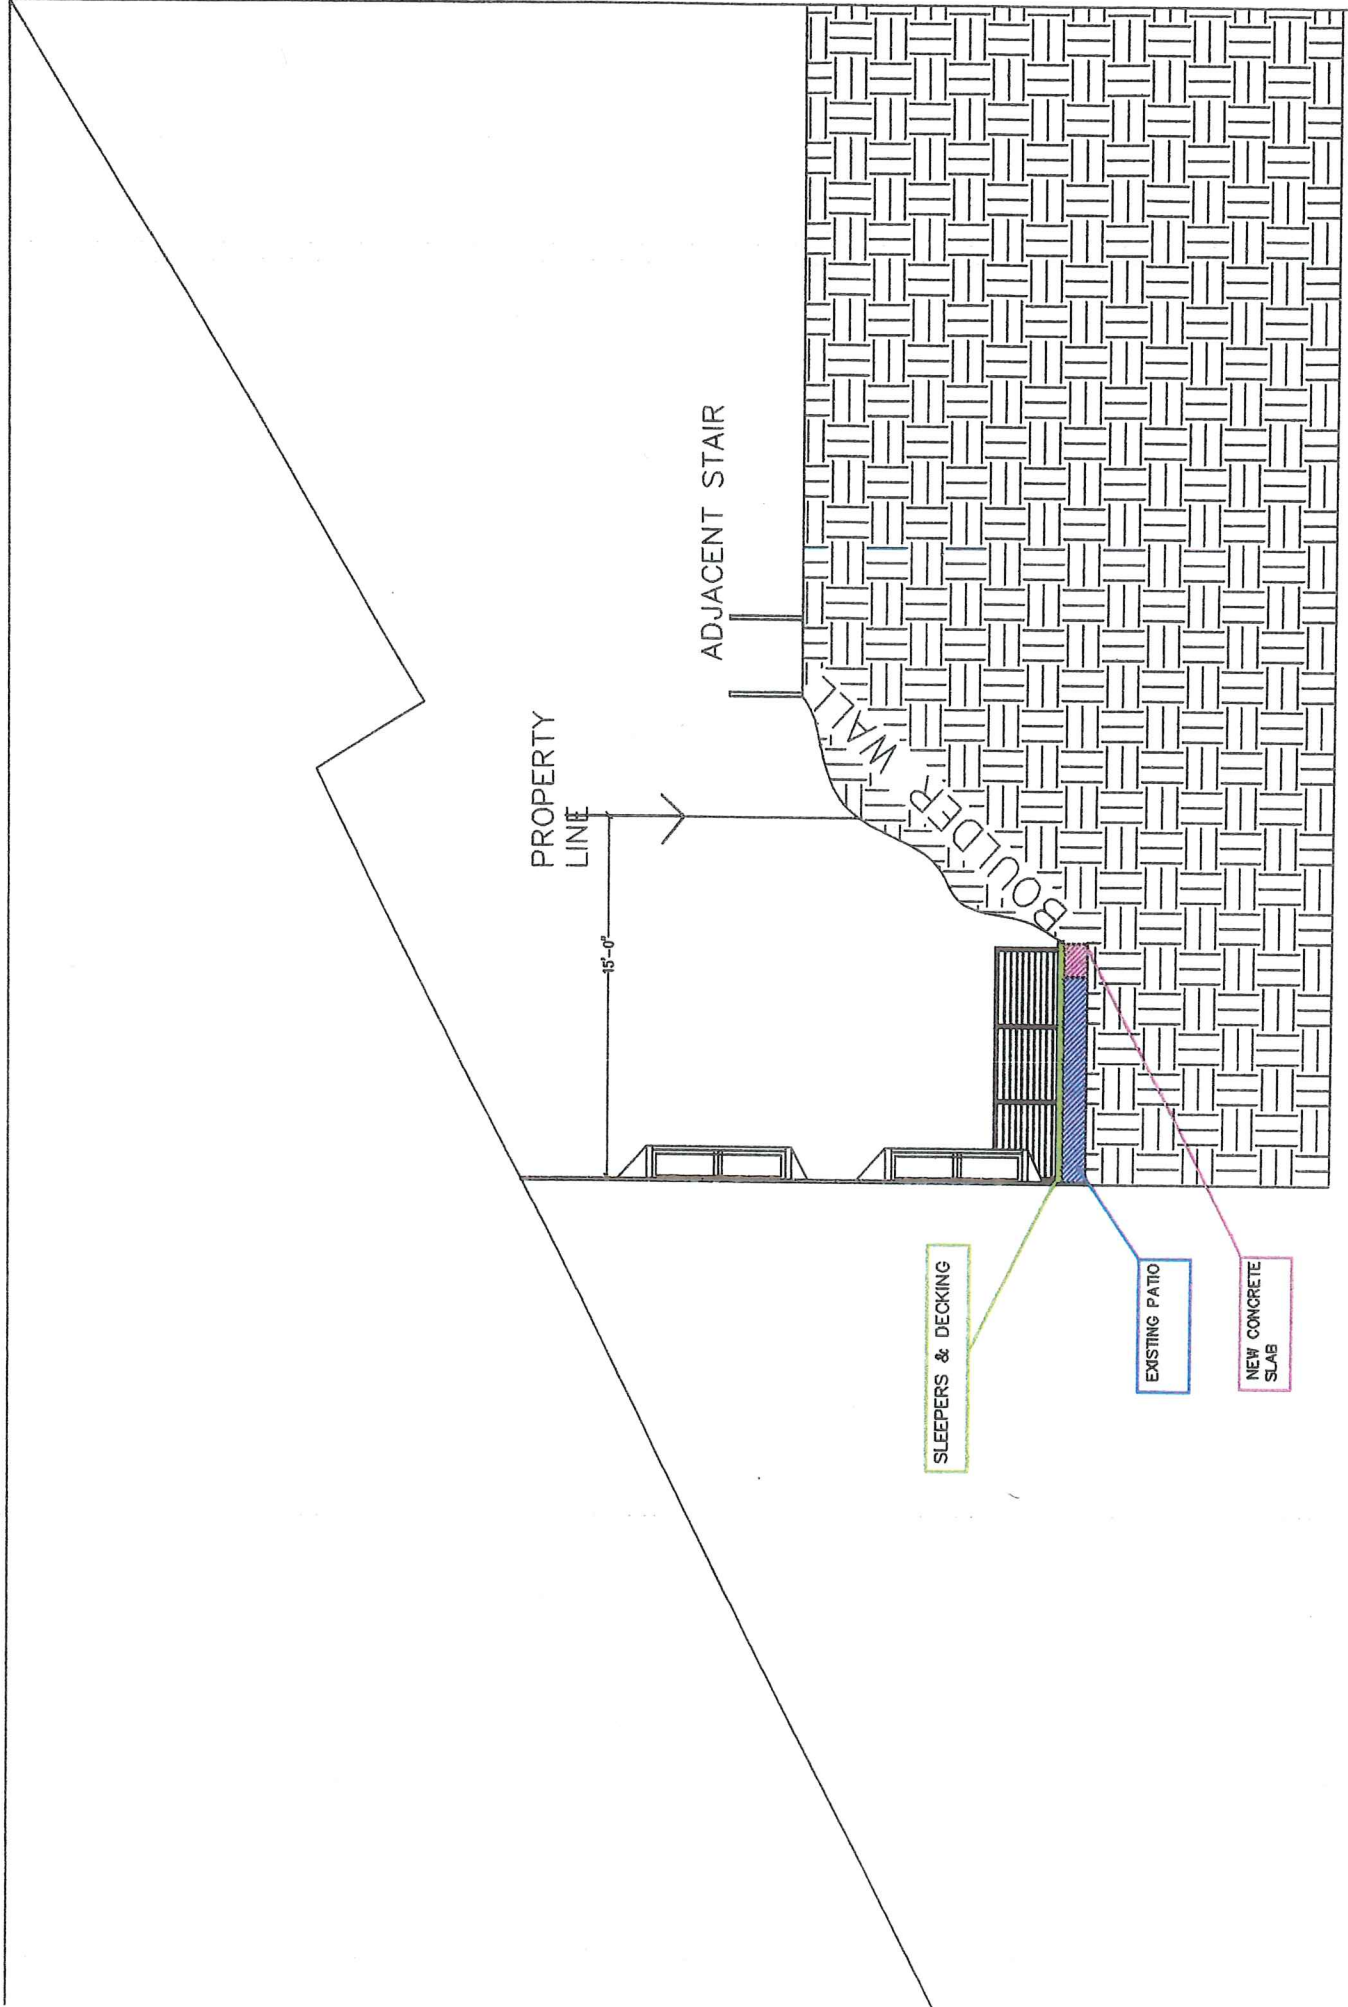 PROPERTY
LINE
15'-0"
ADJACENT STAIR
BOULDER WALL
SLEEPERS & DECKING
EXISTING PATIO
NEW CONCRETE
SLAB